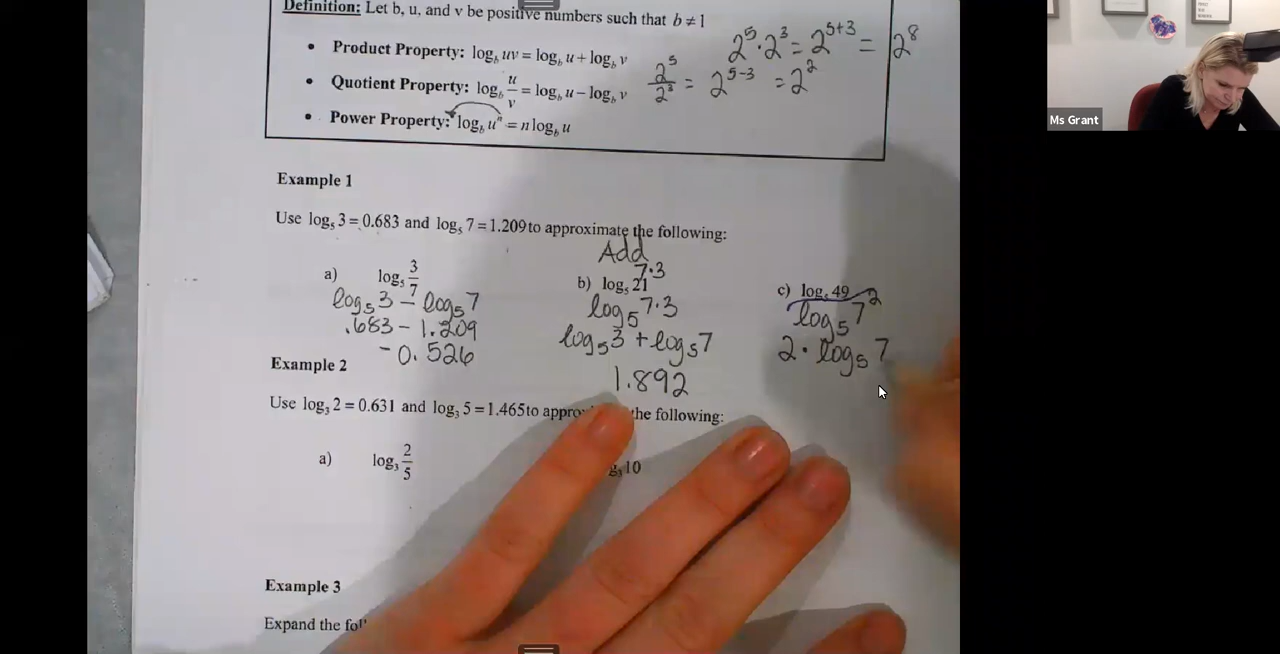 Definition: Let b, u, and v be positive numbers such that b ≠ 1
• Product Property: log_b uv = log_b u + log_b v
2^5 · 2^3 = 2^(5+3) = 2^8
• Quotient Property: log_b u/v = log_b u − log_b v
2^5/2^3 = 2^(5-3) = 2^2
• Power Property: log_b u^n = n log_b u
Ms Grant
Example 1
Use log_5 3 = 0.683 and log_5 7 = 1.209 to approximate the following:
a) log_5 3/7
log_5 3 − log_5 7
.683 − 1.209
-0.526
Add
7·3
b) log_5 21
log_5 7·3
log_5 3 + log_5 7
1.892
c) log_5 49
log_5 7^2
2 · log_5 7
Example 2
Use log_3 2 = 0.631 and log_3 5 = 1.465 to the following:
a) log_3 2/5
10
Example 3
Expand the